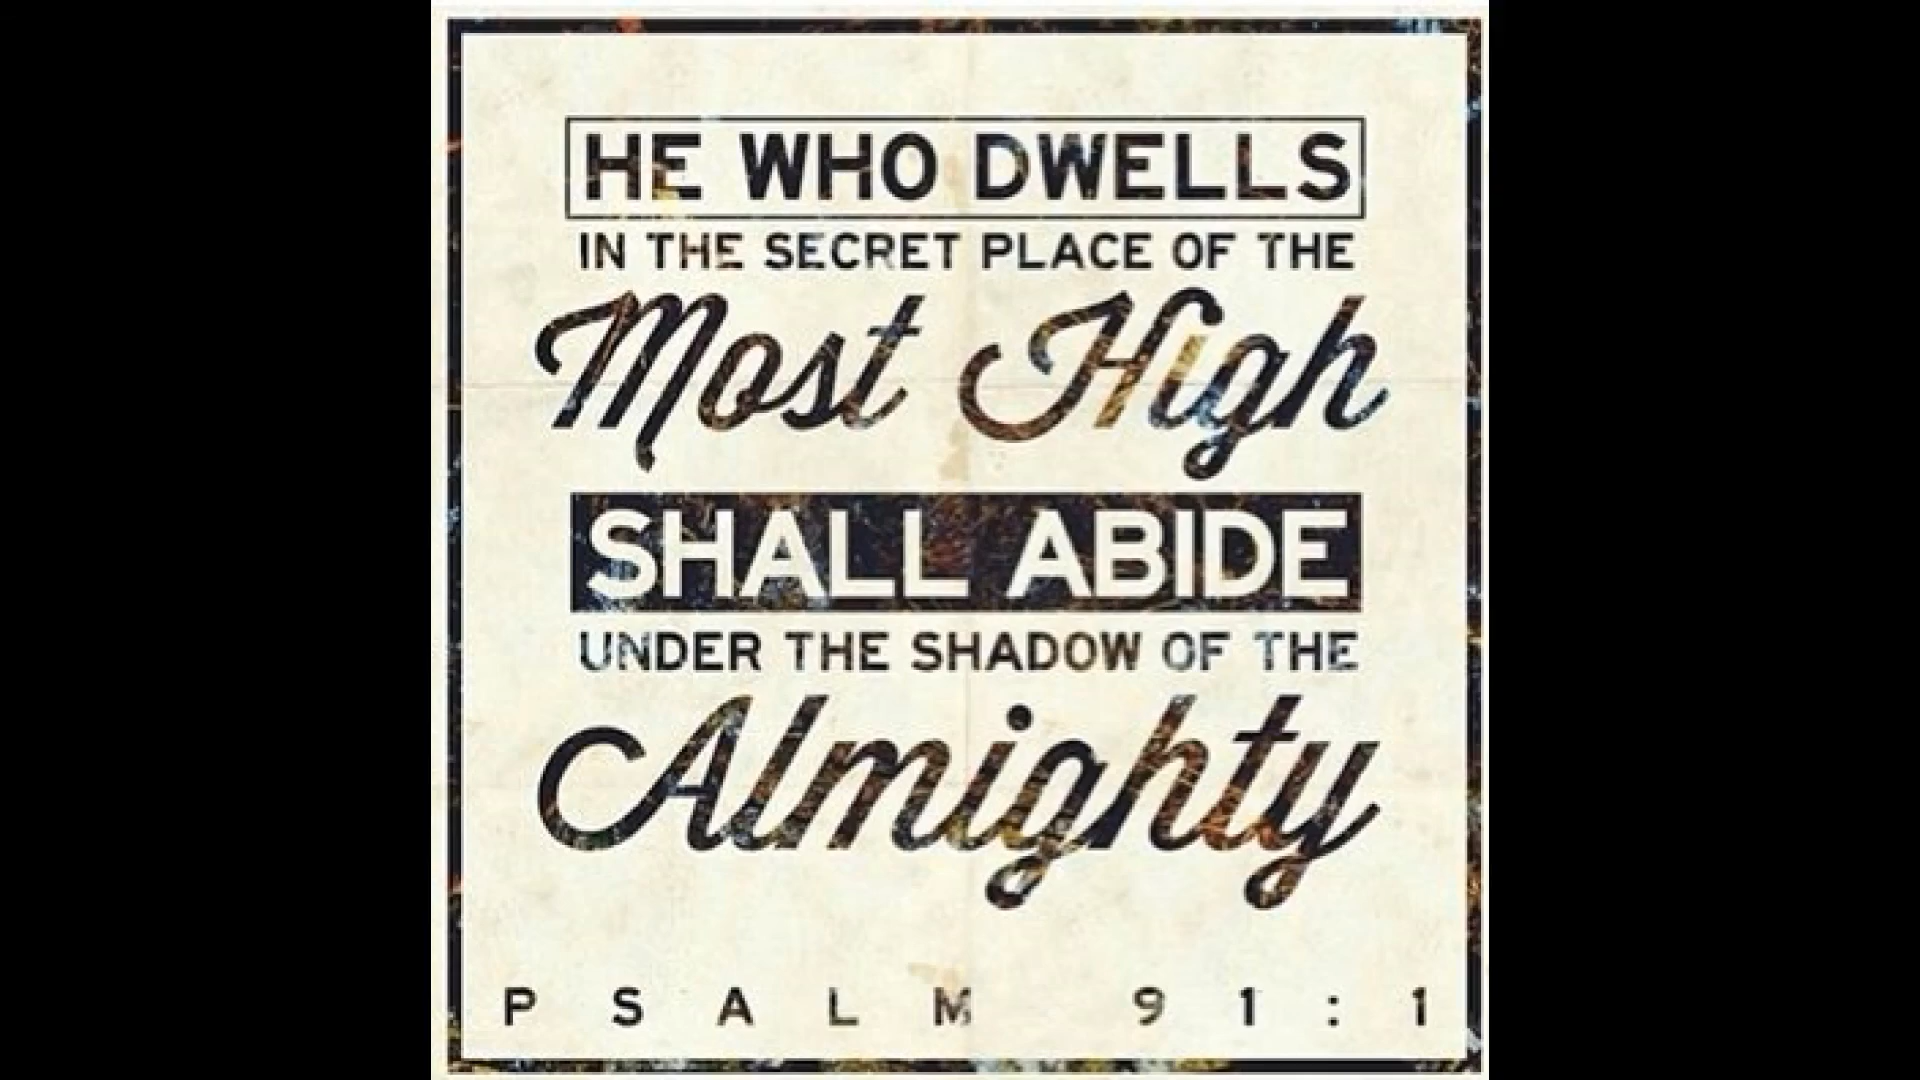 HE WHO DWELLS
IN THE SECRET PLACE OF THE
Most High
SHALL ABIDE
UNDER THE SHADOW OF THE
Almighty
PSALM 91:1